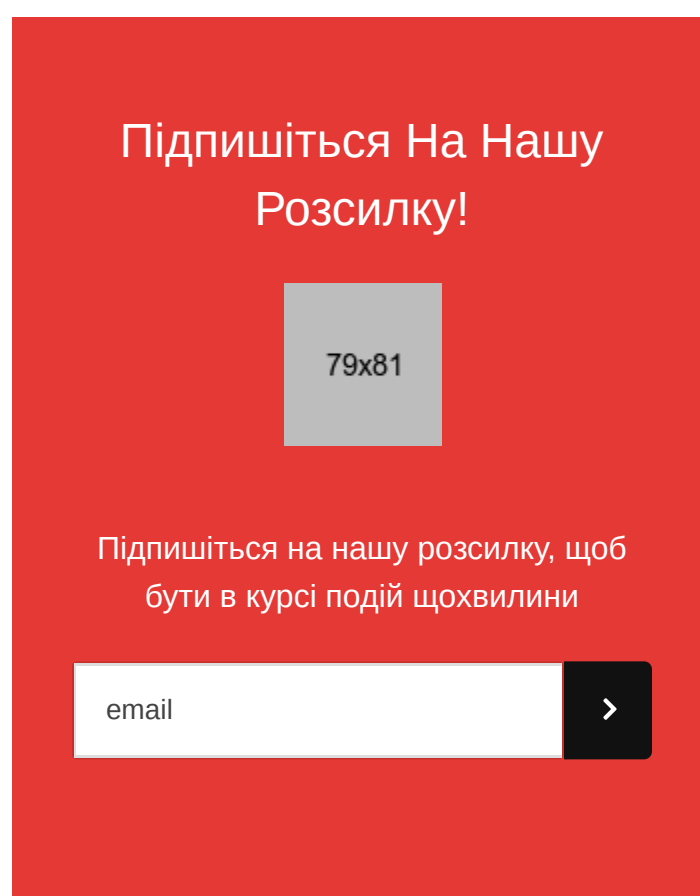 Підпишіться На Нашу
Розсилку!
79x81
Підпишіться на нашу розсилку, щоб
бути в курсі подій щохвилини
email